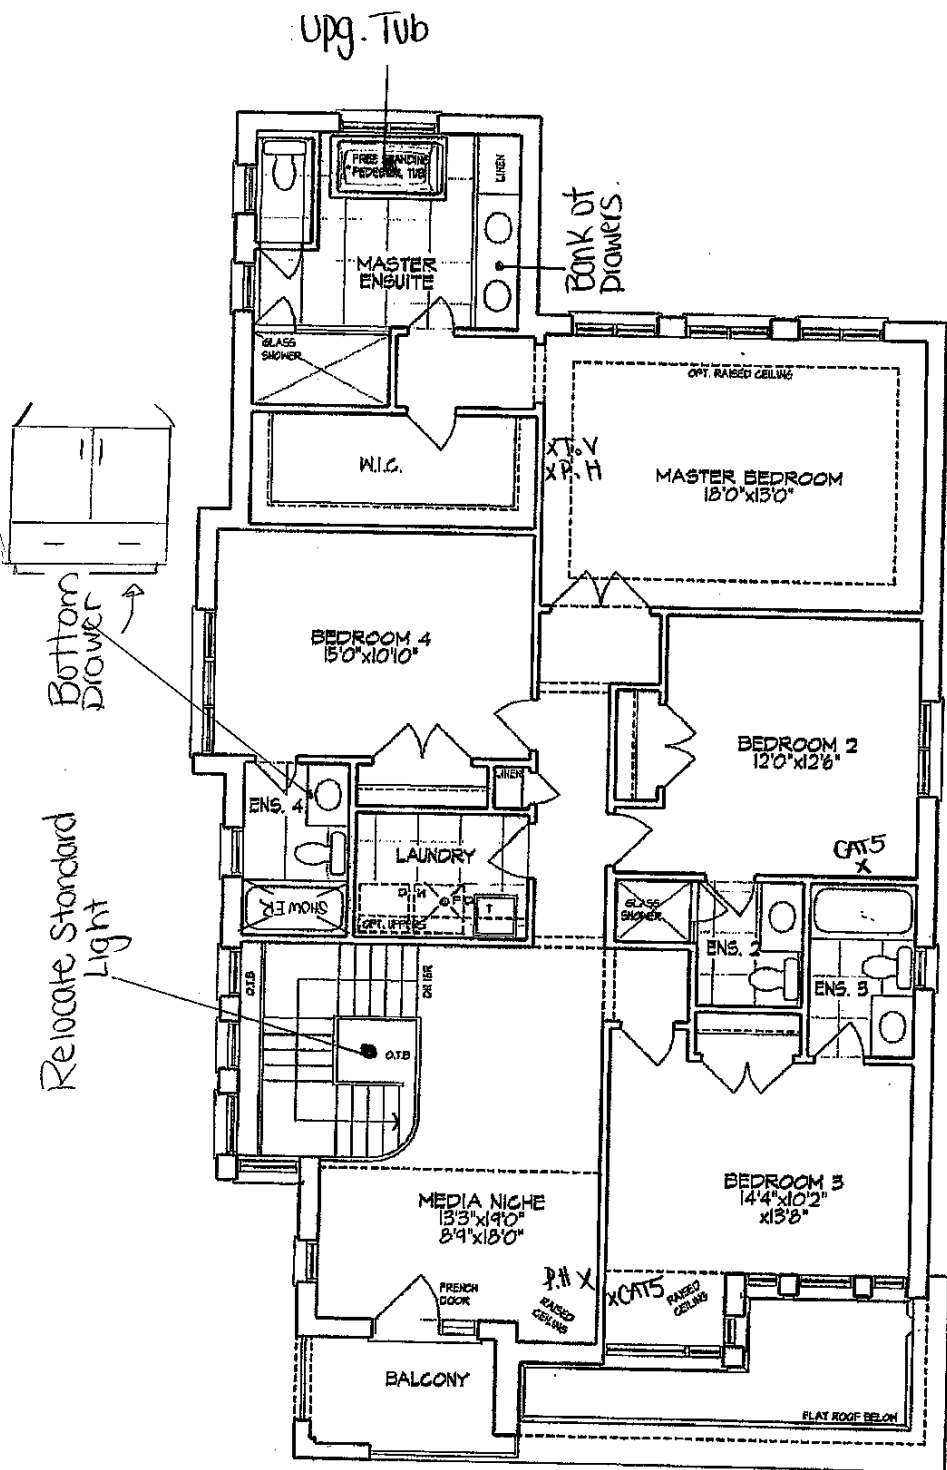 Upg. Tub
FREE STANDING
PEDESTAL TUB
LINEN
Bank of
Drawers.
MASTER
ENSUITE
GLASS
SHOWER
OPT. RAISED CEILING
W.I.C.
xT.V
xP.H
MASTER BEDROOM
18'0"x13'0"
Bottom
Drawer
BEDROOM 4
15'0"x10'10"
BEDROOM 2
12'0"x12'6"
LINEN
ENS. 4
LAUNDRY
CAT5
x
SHOWER
OPT. UPPERS
T
GLASS
SHOWER
ENS. 2
ENS. 3
Relocate Standard
Light
O.T.B
O.T.B
BEDROOM 3
14'4"x10'2"
x13'8"
MEDIA NICHE
13'3"x19'0"
8'9"x18'0"
P.H X
xCAT5
RAISED
CEILING
RAISED
CEILING
FRENCH
DOOR
BALCONY
FLAT ROOF BELOW